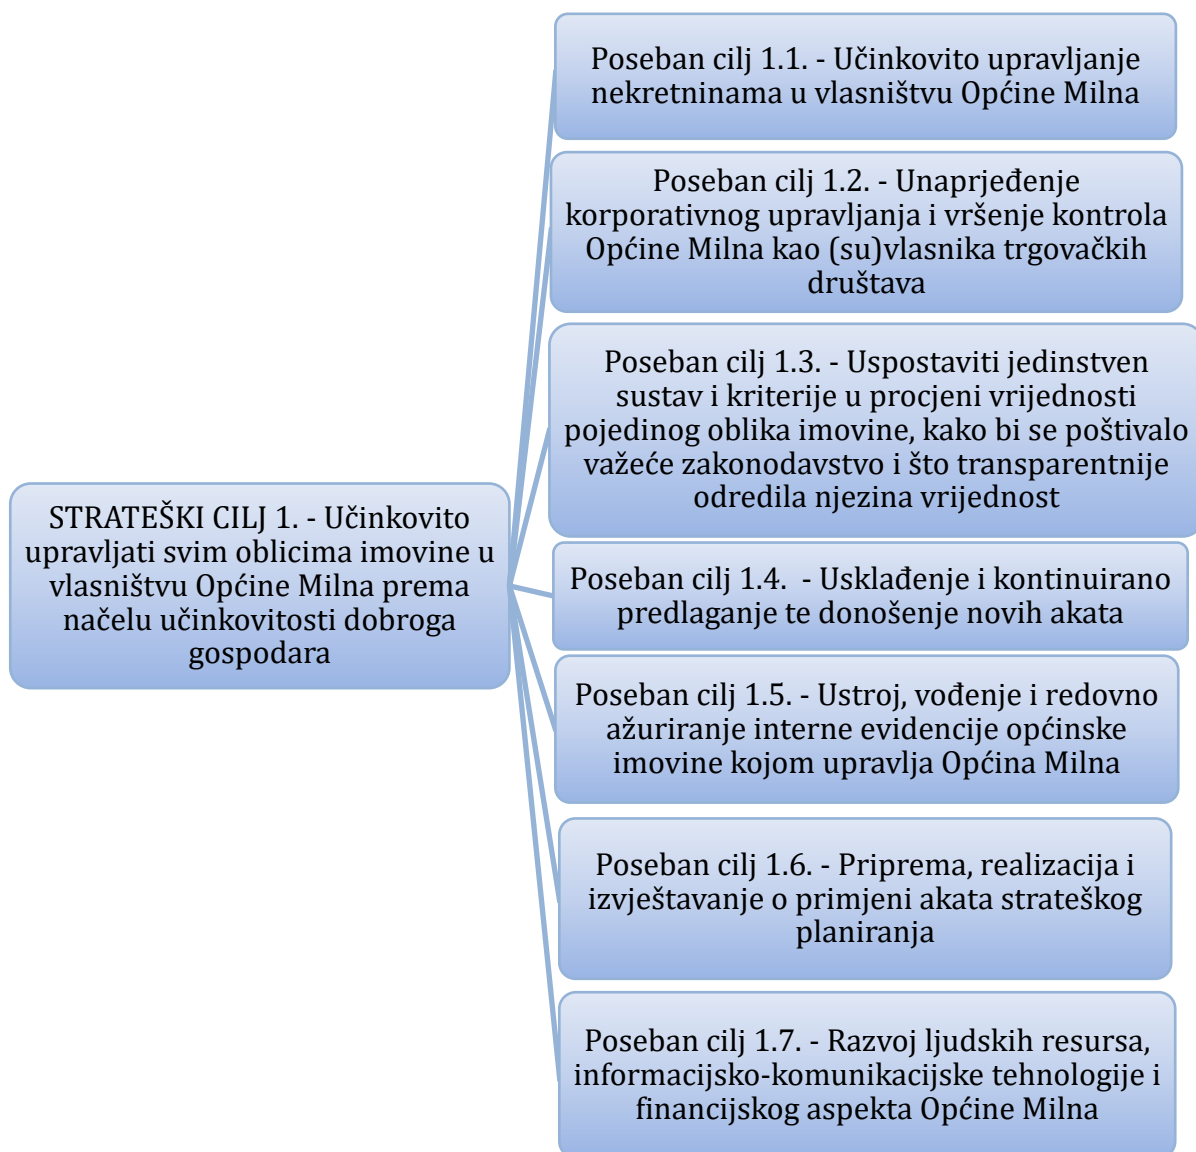 STRATEŠKI CILJ 1. - Učinkovito
upravljati svim oblicima imovine u
vlasništvu Općine Milna prema
načelu učinkovitosti dobroga
gospodara
Poseban cilj 1.1. - Učinkovito upravljanje
nekretninama u vlasništvu Općine Milna
Poseban cilj 1.2. - Unaprjeđenje
korporativnog upravljanja i vršenje kontrola
Općine Milna kao (su)vlasnika trgovačkih
društava
Poseban cilj 1.3. - Uspostaviti jedinstven
sustav i kriterije u procjeni vrijednosti
pojedinog oblika imovine, kako bi se poštivalo
važeće zakonodavstvo i što transparentnije
odredila njezina vrijednost
Poseban cilj 1.4.  - Usklađenje i kontinuirano
predlaganje te donošenje novih akata
Poseban cilj 1.5. - Ustroj, vođenje i redovno
ažuriranje interne evidencije općinske
imovine kojom upravlja Općina Milna
Poseban cilj 1.6. - Priprema, realizacija i
izvještavanje o primjeni akata strateškog
planiranja
Poseban cilj 1.7. - Razvoj ljudskih resursa,
informacijsko-komunikacijske tehnologije i
financijskog aspekta Općine Milna